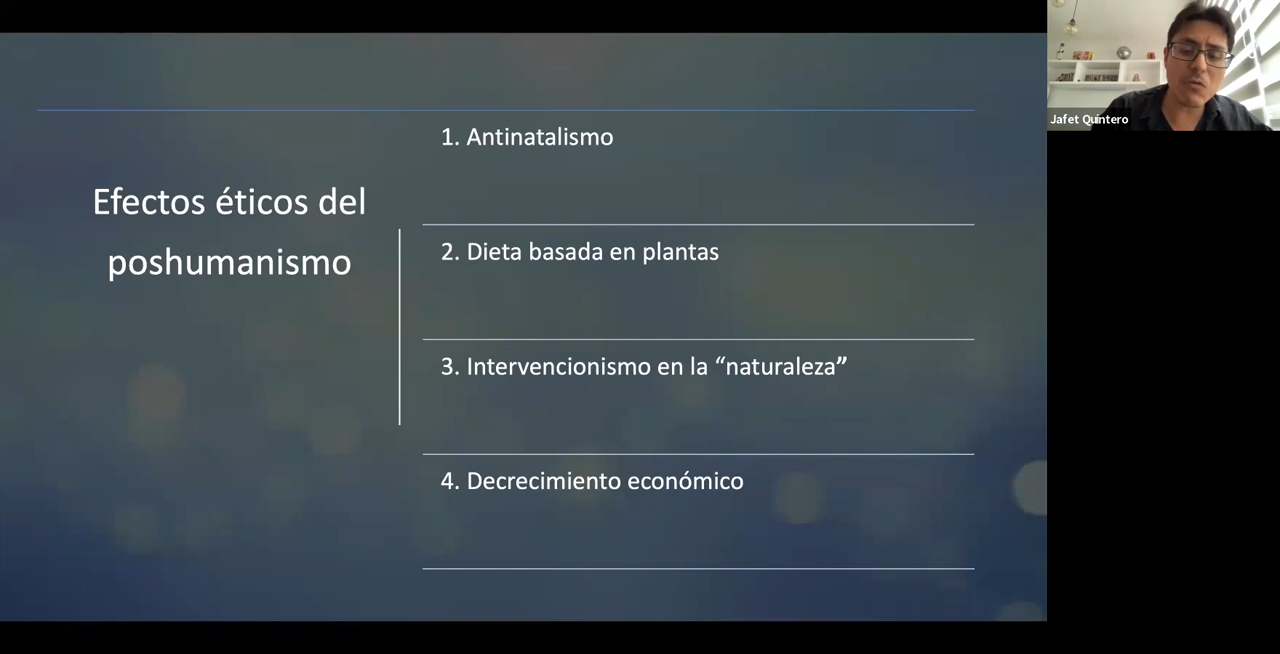 Efectos éticos del
poshumanismo
1. Antinatalismo
2. Dieta basada en plantas
3. Intervencionismo en la “naturaleza”
4. Decrecimiento económico
Jafet Quintero